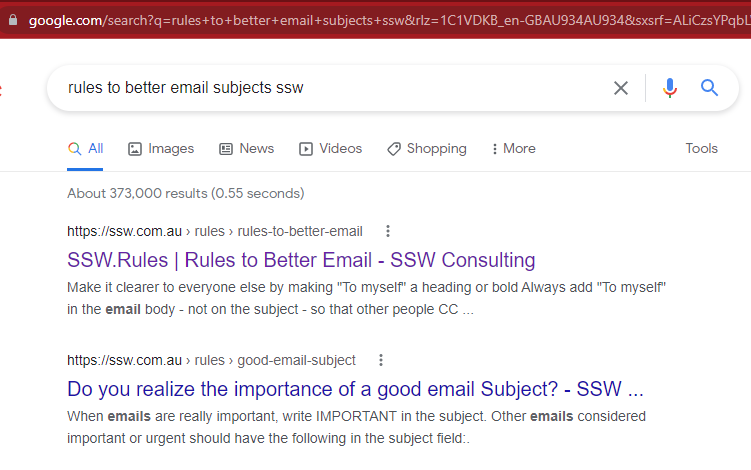 google.com/search?q=rules+to+better+email+subjects+ssw&rlz=1C1VDKB_en-GBAU934AU934&sxsrf=ALiCzsYPqbL
rules to better email subjects ssw
All Images News Videos Shopping More Tools
About 373,000 results (0.55 seconds)
https://ssw.com.au › rules › rules-to-better-email
SSW.Rules | Rules to Better Email - SSW Consulting
Make it clearer to everyone else by making "To myself" a heading or bold Always add "To myself"
in the email body - not on the subject - so that other people CC ...
https://ssw.com.au › rules › good-email-subject
Do you realize the importance of a good email Subject? - SSW ...
When emails are really important, write IMPORTANT in the subject. Other emails considered
important or urgent should have the following in the subject field:.